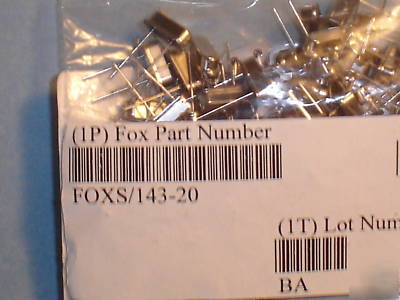 (1P) Fox Part Number
FOXS/143-20
(1T) Lot Num
BA